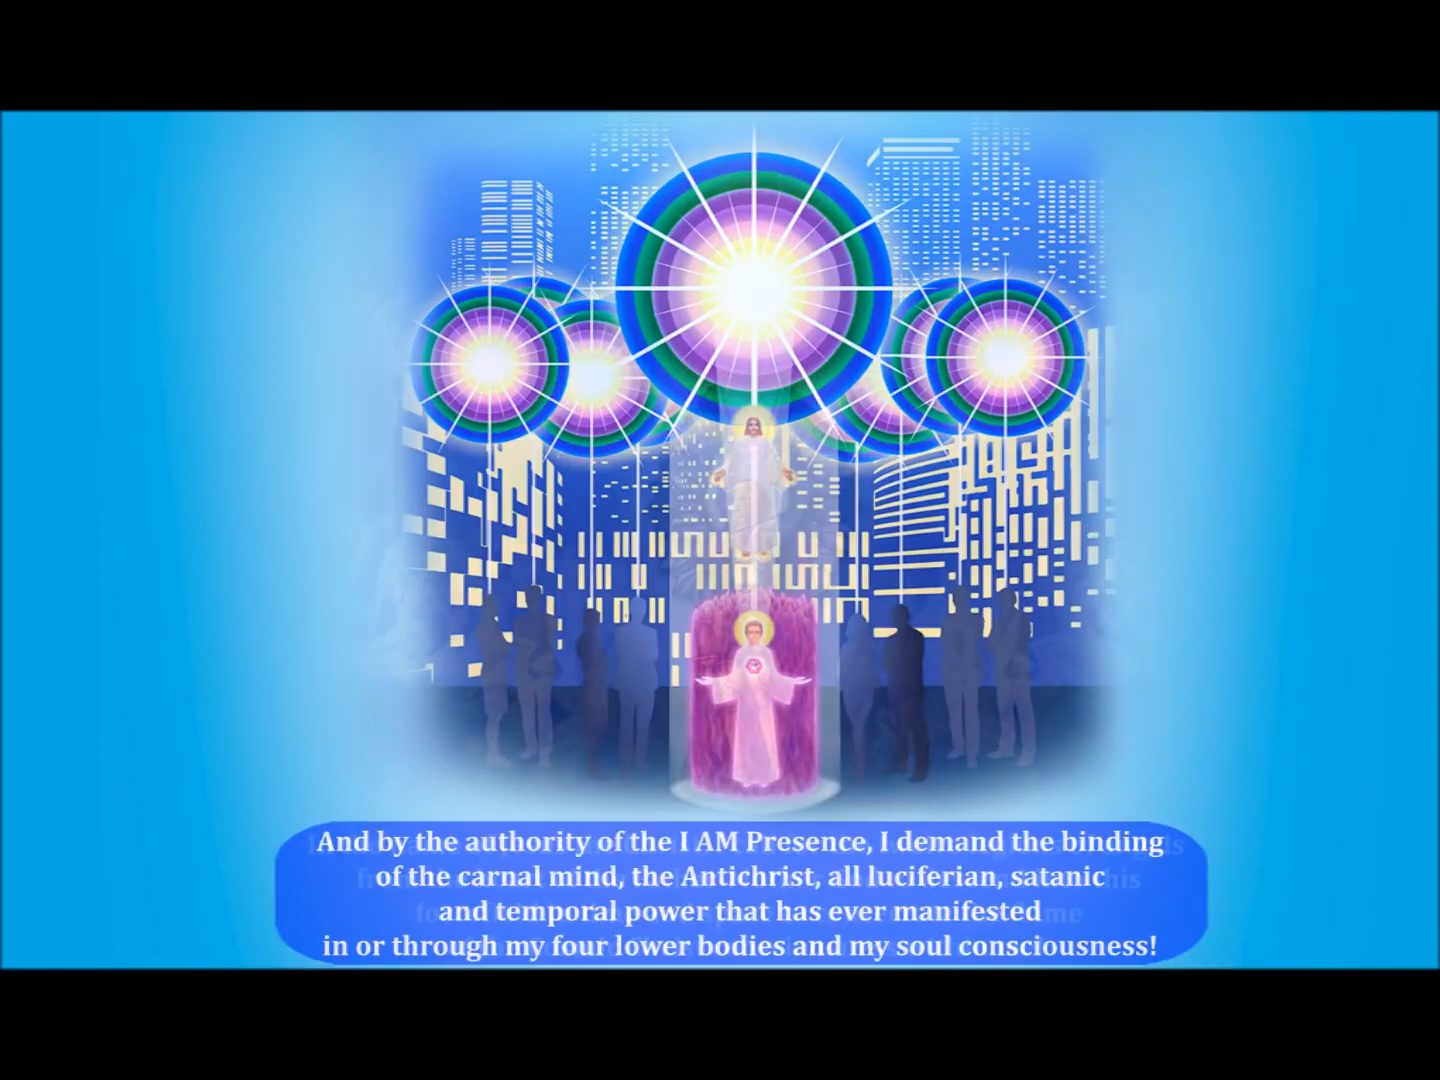 And by the authority of the I AM Presence, I demand the binding
of the carnal mind, the Antichrist, all luciferian, satanic
and temporal power that has ever manifested
in or through my four lower bodies and my soul consciousness!